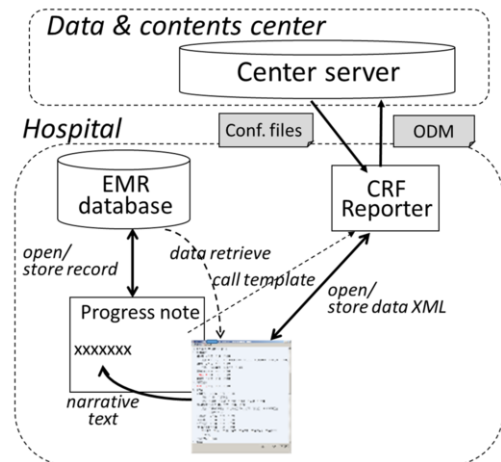 Data & contents center
Center server
Hospital
Conf. files
ODM
EMR
database
CRF
Reporter
open/
store record
data retrieve
call template
open/
store data XML
Progress note
xxxxxxx
narrative
text